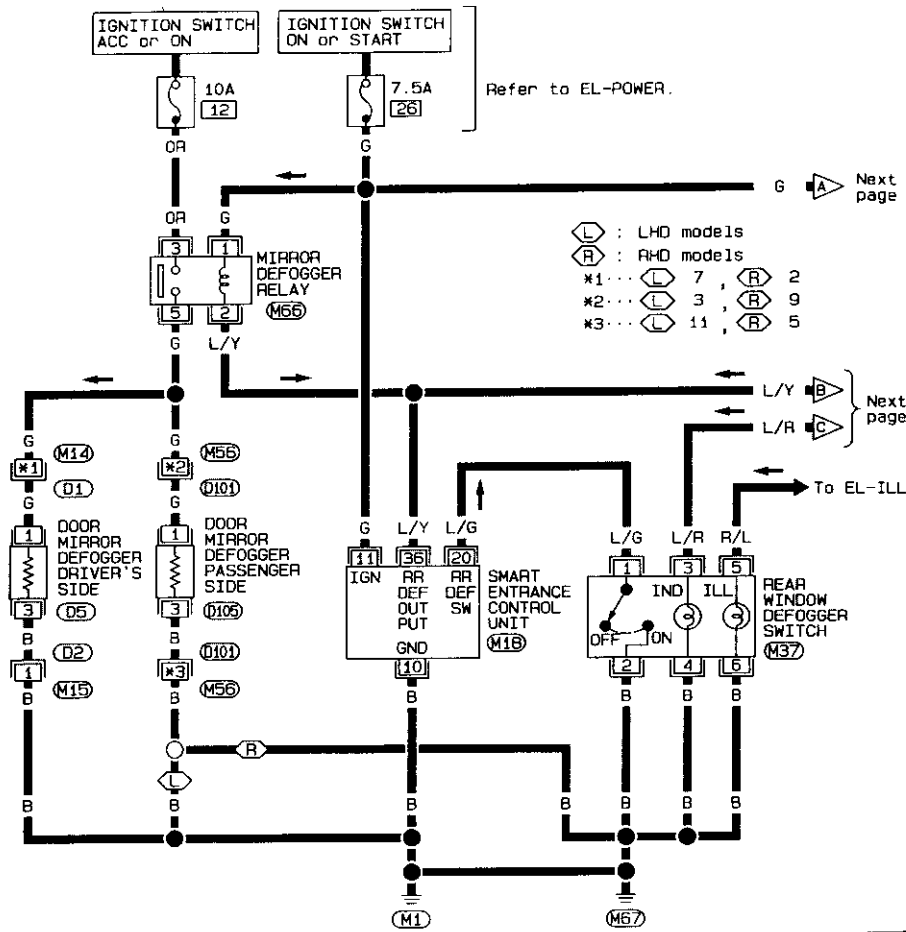 IGNITION SWITCH
ACC or ON
IGNITION SWITCH
ON or START
10A
12
7.5A
26
Refer to EL-POWER.
OR
G
G
A
Next
page
OR
G
3
1
MIRROR
DEFOGGER
RELAY
M66
5
2
G
L/Y
L : LHD models
R : RHD models
*1··· L 7 , R 2
*2··· L 3 , R 9
*3··· L 11 , R 5
L/Y
B
L/R
C
Next
page
To EL-ILL
G
*1
M14
D1
G
G
*2
M56
D101
G
1
DOOR
MIRROR
DEFOGGER
DRIVER'S
SIDE
3
D5
B
D2
1
M15
B
1
DOOR
MIRROR
DEFOGGER
PASSENGER
SIDE
3
D105
B
D101
*3
M56
B
G
L/Y
L/G
11
36
20
IGN
RR
DEF
OUT
PUT
RR
DEF
SW
GND
10
SMART
ENTRANCE
CONTROL
UNIT
M18
L/G
L/R
R/L
1
3
5
IND
ILL
OFF
ON
2
4
6
REAR
WINDOW
DEFOGGER
SWITCH
M37
B
B
B
B
R
L
B
B
B
B
B
B
B
M1
M67